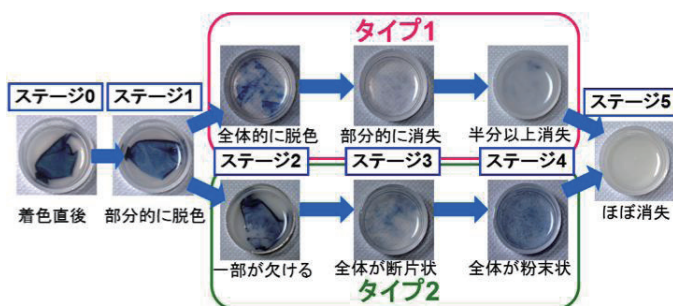 タイプ1
ステージ0
ステージ1
ステージ5
全体的に脱色
部分的に消失
半分以上消失
ステージ2
ステージ3
ステージ4
着色直後
部分的に脱色
ほぼ消失
一部が欠ける
全体が断片状
全体が粉末状
タイプ2